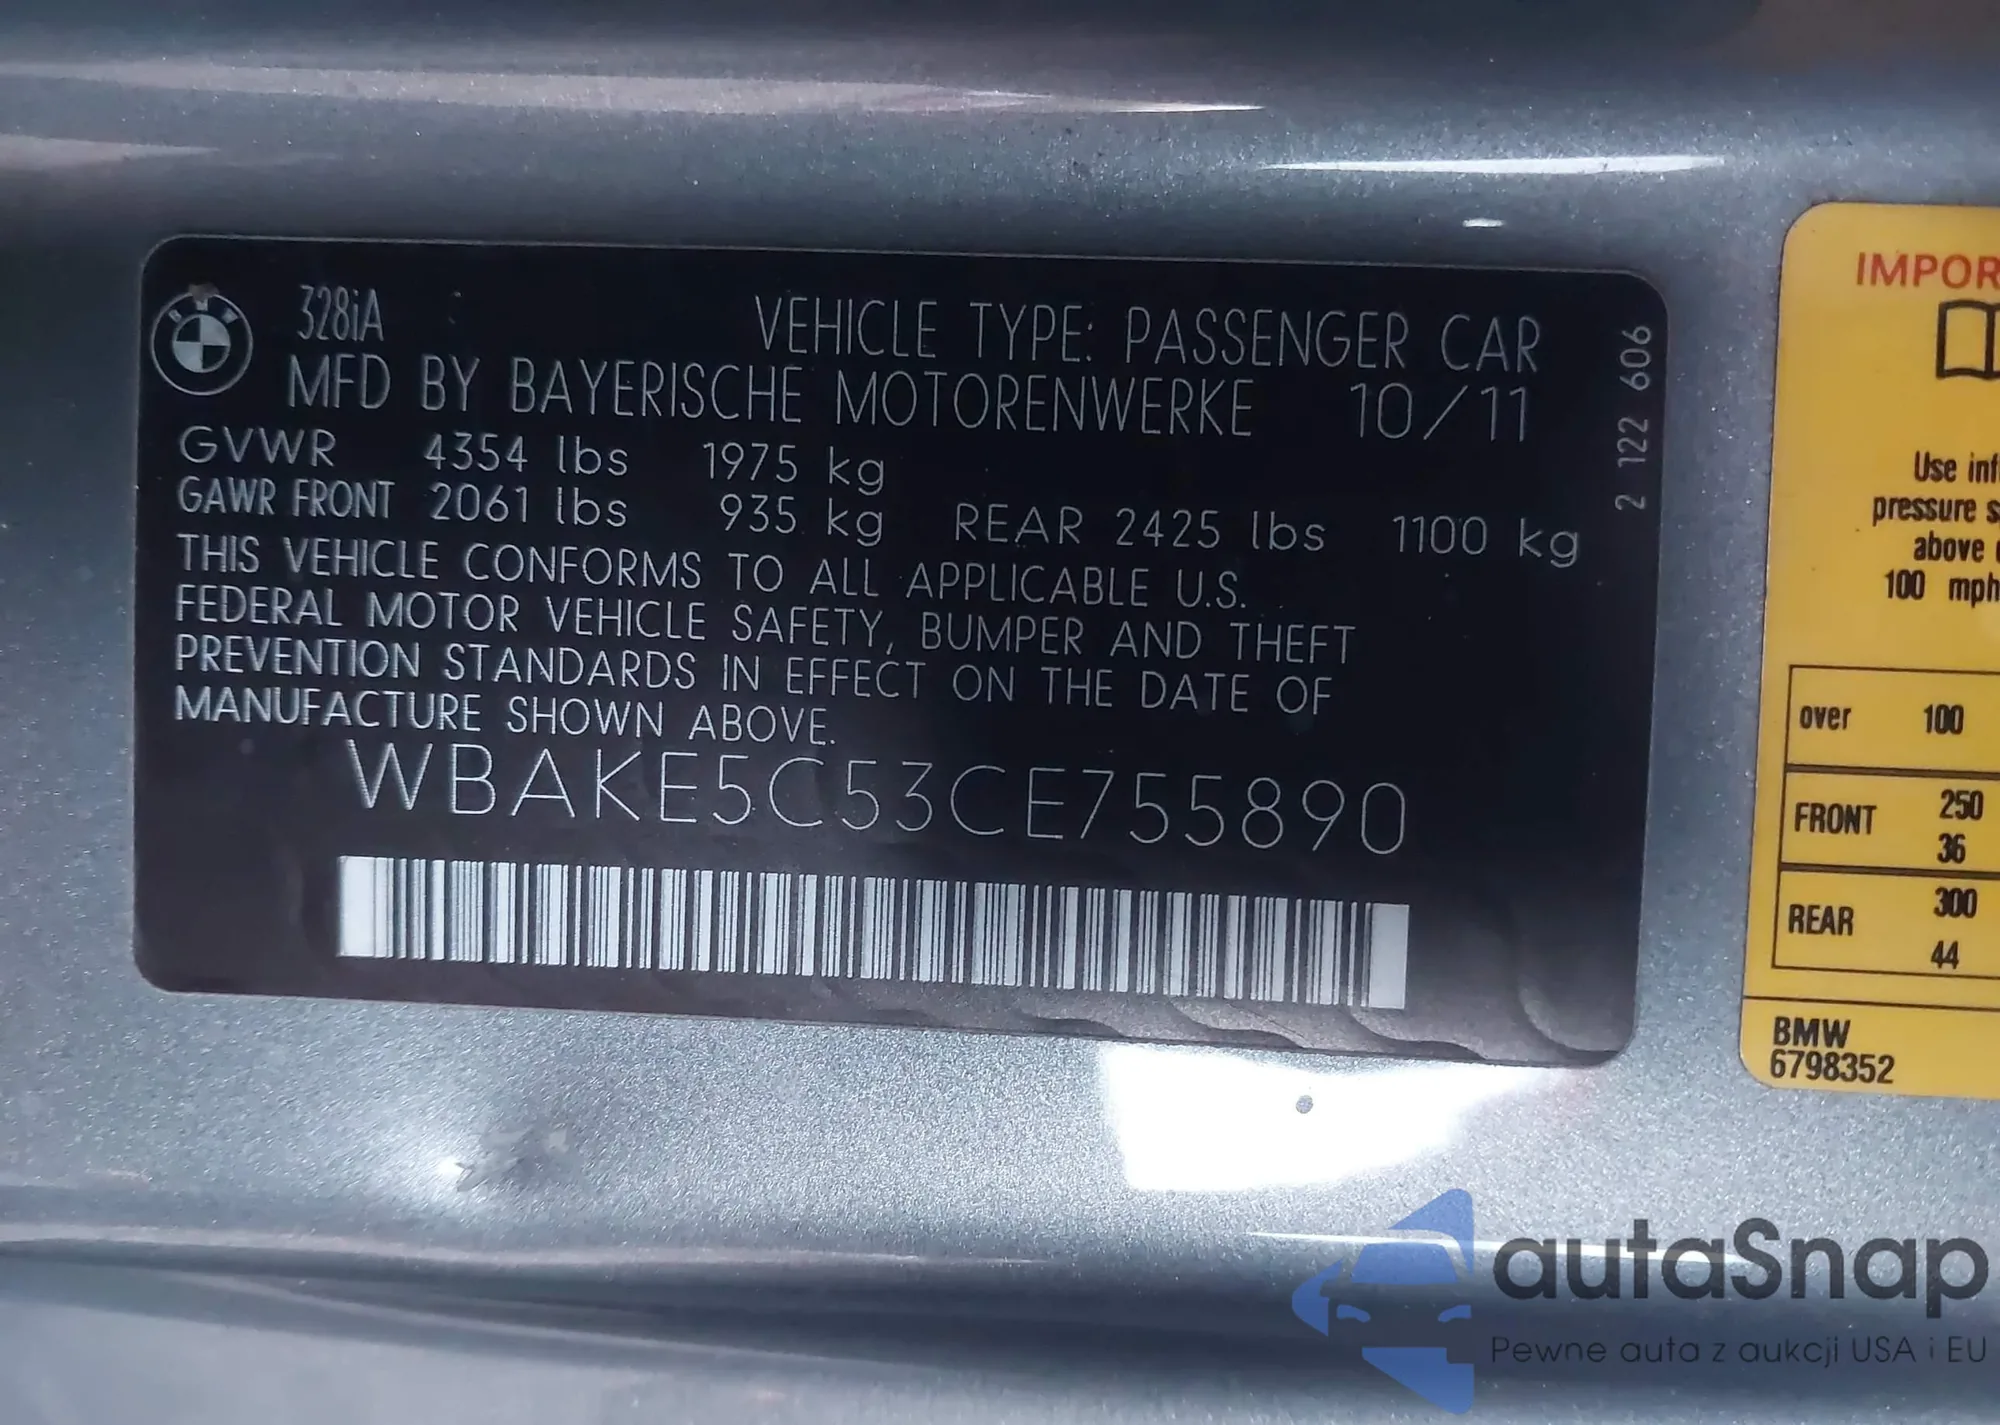 BMW
328iA
VEHICLE TYPE: PASSENGER CAR
MFD BY BAYERISCHE MOTORENWERKE 10/11
GVWR 4354 lbs 1975 kg
GAWR FRONT 2061 lbs 935 kg REAR 2425 lbs 1100 kg
THIS VEHICLE CONFORMS TO ALL APPLICABLE U.S.
FEDERAL MOTOR VEHICLE SAFETY, BUMPER AND THEFT
PREVENTION STANDARDS IN EFFECT ON THE DATE OF
MANUFACTURE SHOWN ABOVE.
WBAKE5C53CE755890
2 122 606
Use
pressure
above
100 mph
over 100
FRONT 250
36
REAR 300
44
BMW
6798352
autaSnap
Pewne auta z aukcji USA i EU